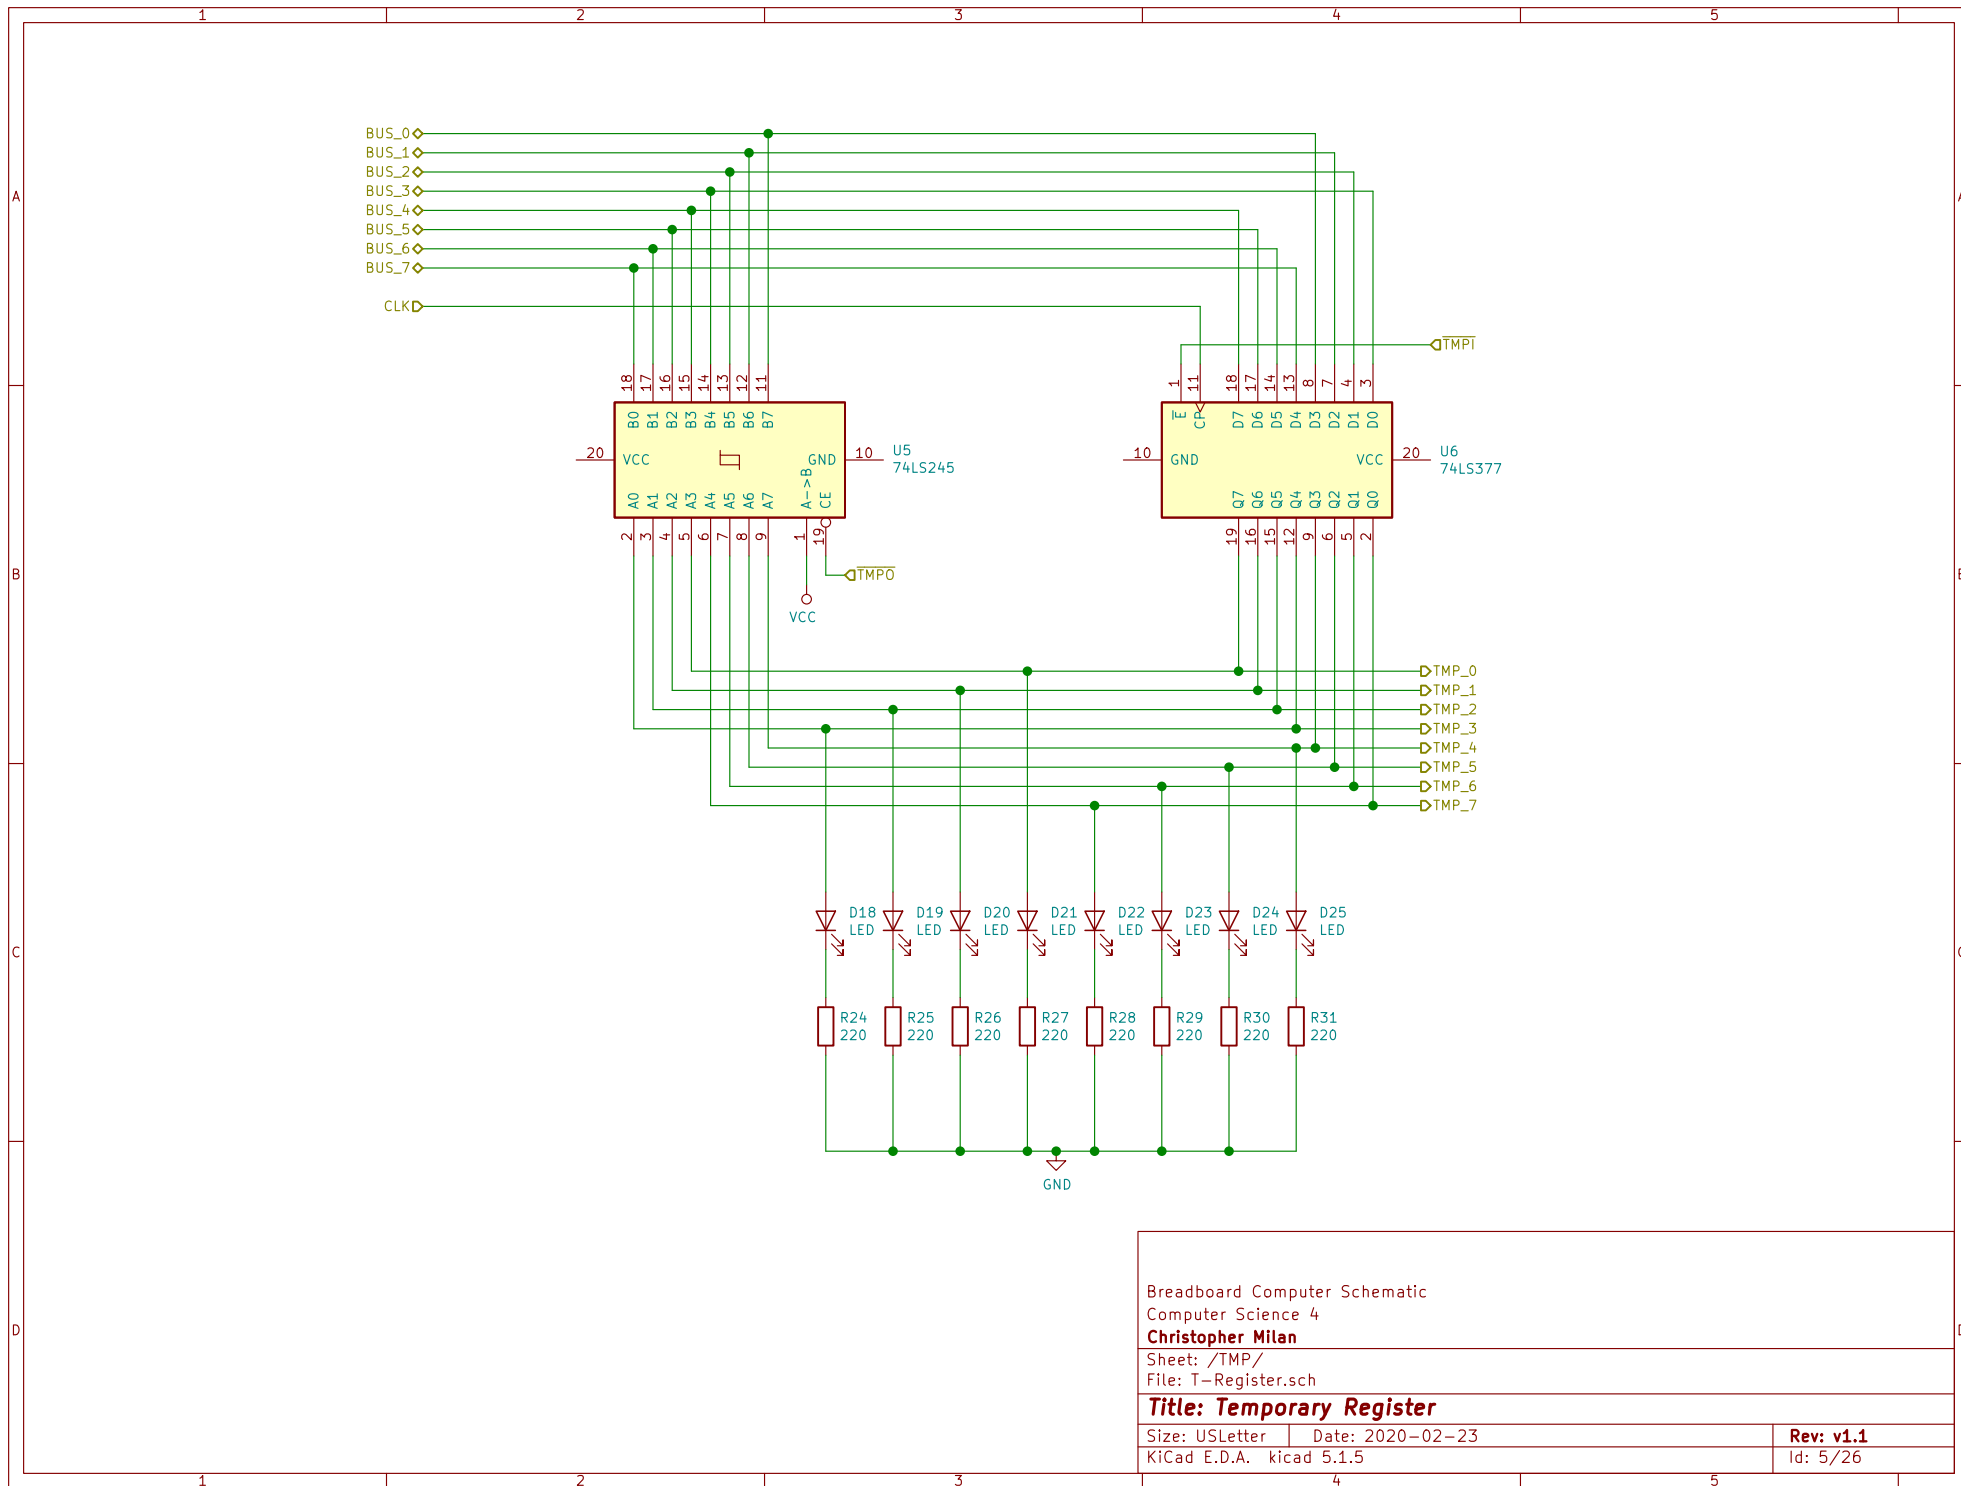 1 2 3 4 5
A
B
C
D
BUS_0
BUS_1
BUS_2
BUS_3
BUS_4
BUS_5
BUS_6
BUS_7
CLK
TMPI
18 17 16 15 14 13 12 11
B0 B1 B2 B3 B4 B5 B6 B7
20 VCC GND 10
A0 A1 A2 A3 A4 A5 A6 A7 A->B CE
2 3 4 5 6 7 8 9 1 19
U5
74LS245
TMPO
VCC
1 11 18 17 14 13 8 7 4 3
E CP D7 D6 D5 D4 D3 D2 D1 D0
10 GND VCC 20
Q7 Q6 Q5 Q4 Q3 Q2 Q1 Q0
19 16 15 12 9 6 5 2
U6
74LS377
TMP_0
TMP_1
TMP_2
TMP_3
TMP_4
TMP_5
TMP_6
TMP_7
D18 D19 D20 D21 D22 D23 D24 D25
LED LED LED LED LED LED LED LED
R24 R25 R26 R27 R28 R29 R30 R31
220 220 220 220 220 220 220 220
GND
Breadboard Computer Schematic
Computer Science 4
Christopher Milan
Sheet: /TMP/
File: T-Register.sch
Title: Temporary Register
Size: USLetter Date: 2020-02-23 Rev: v1.1
KiCad E.D.A. kicad 5.1.5 Id: 5/26
1 2 3 4 5